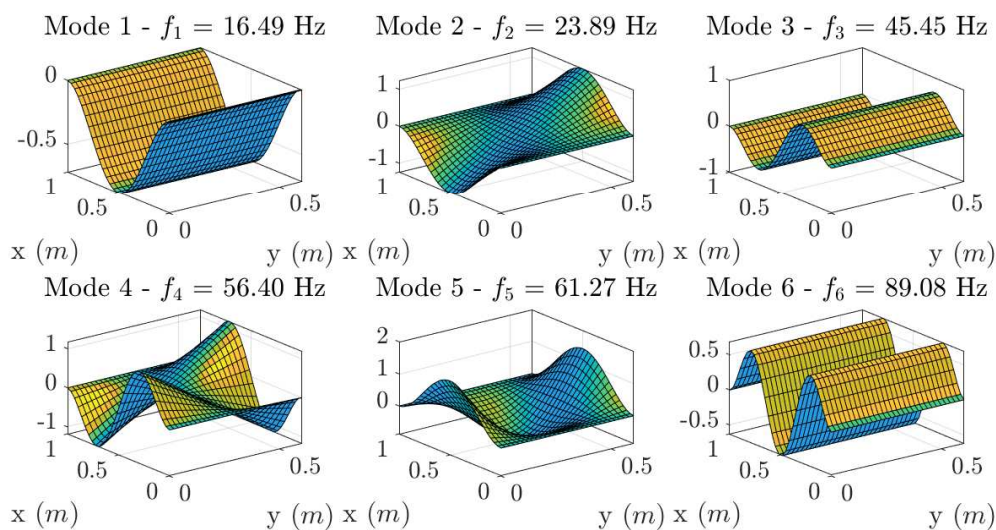 Mode 1 - f₁ = 16.49 Hz
0
-0.5
1
0.5
0
0
0.5
x (m)
y (m)
Mode 2 - f₂ = 23.89 Hz
1
0
-1
1
0.5
0
0
0.5
x (m)
y (m)
Mode 3 - f₃ = 45.45 Hz
1
0
-1
1
0.5
0
0
0.5
x (m)
y (m)
Mode 4 - f₄ = 56.40 Hz
1
0
-1
1
0.5
0
0
0.5
x (m)
y (m)
Mode 5 - f₅ = 61.27 Hz
2
1
0
1
0.5
0
0
0.5
x (m)
y (m)
Mode 6 - f₆ = 89.08 Hz
0.5
0
-0.5
1
0.5
0
0
0.5
x (m)
y (m)